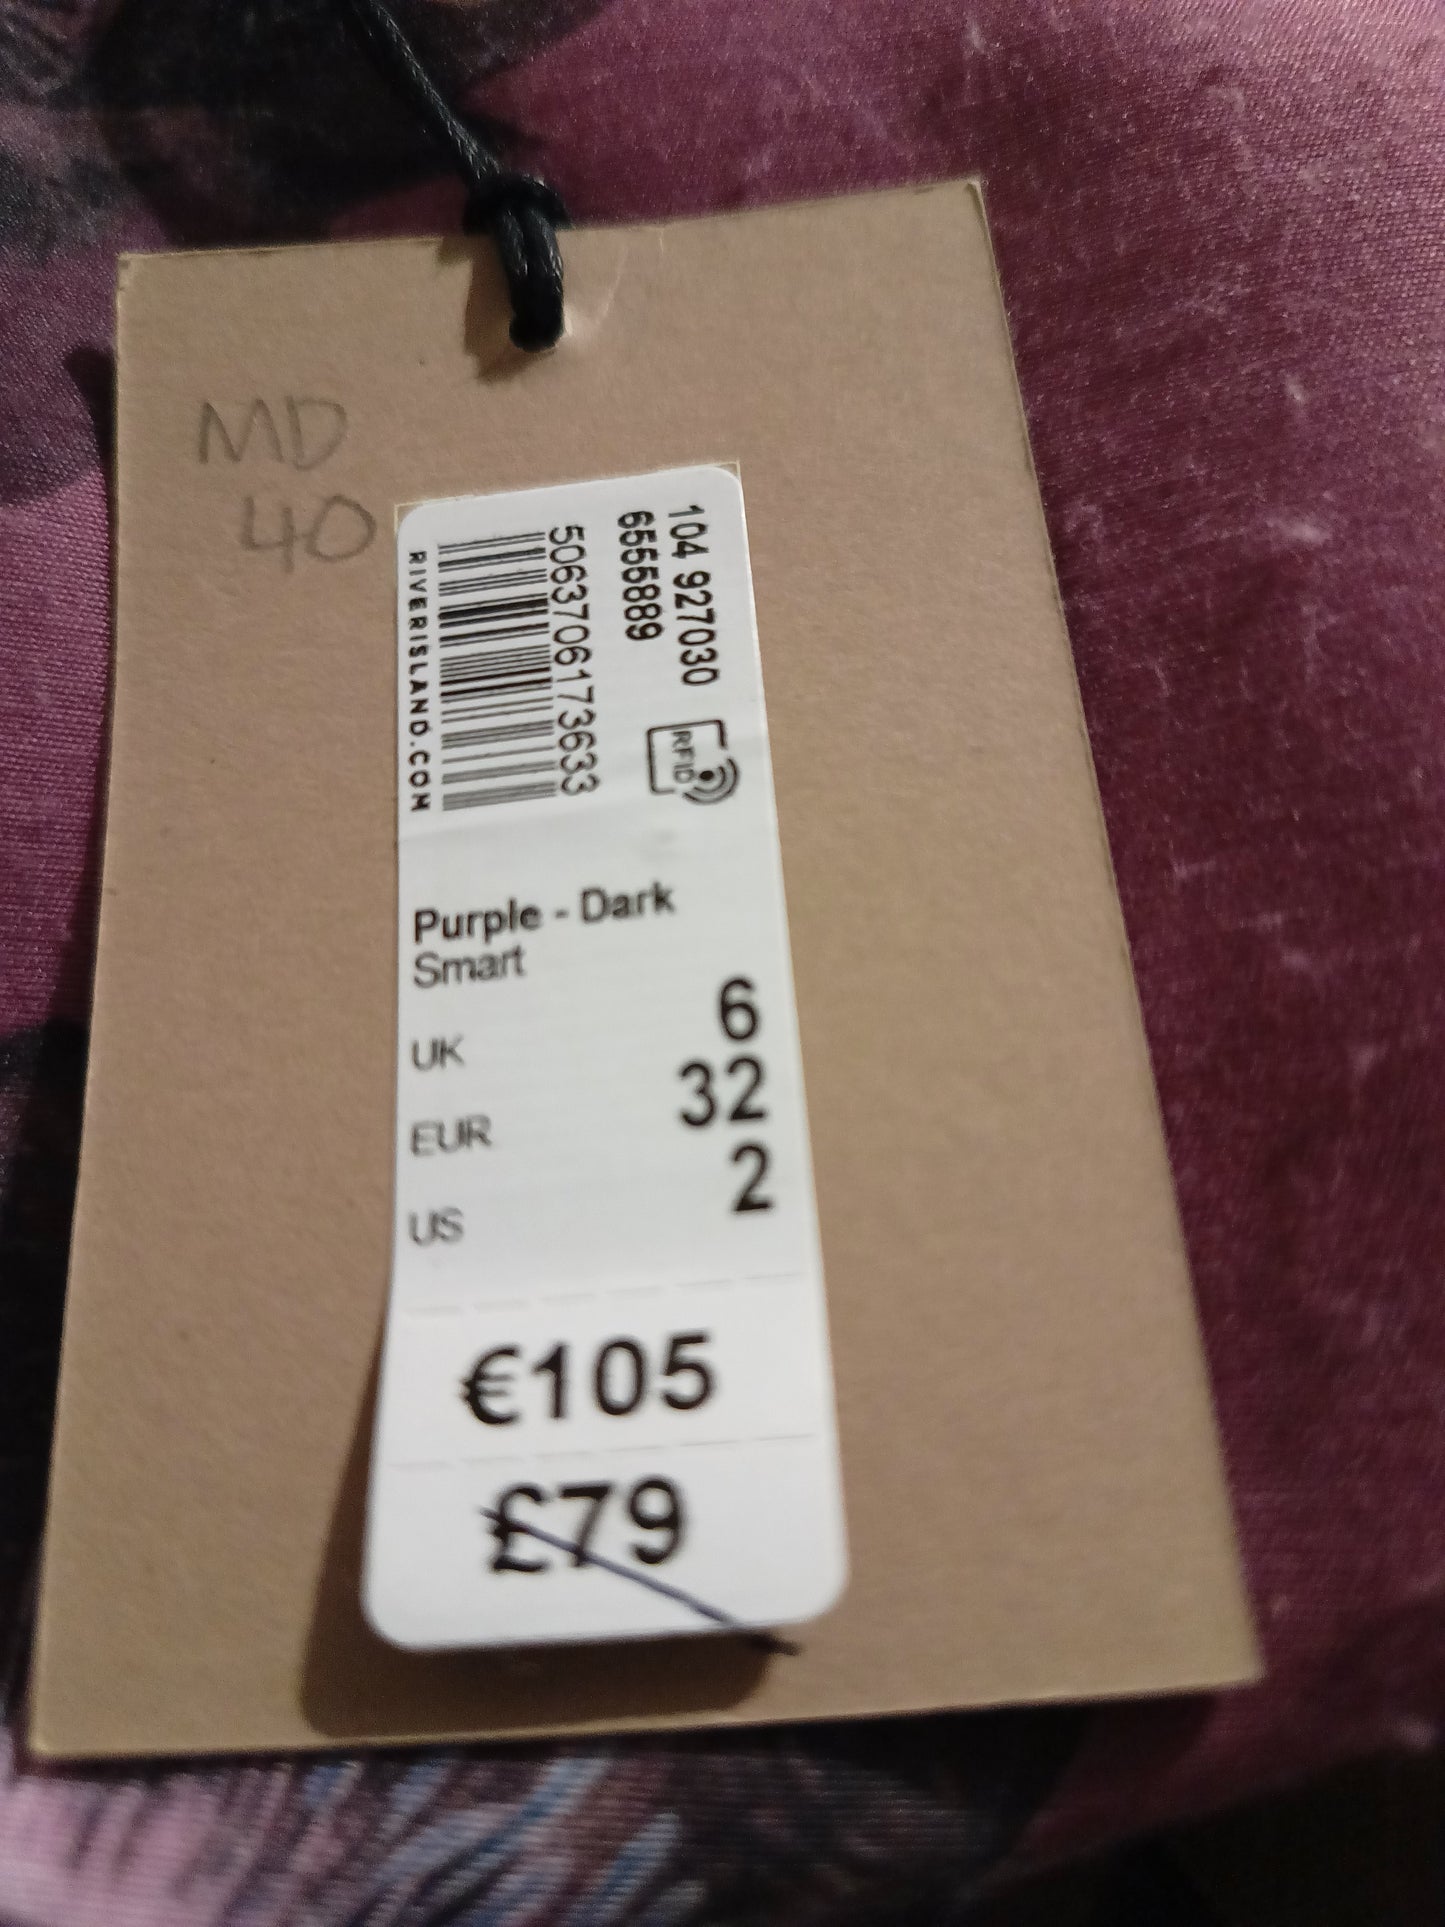 MD
40
104 927030
6555889
5063706173633
RIVERISLAND.COM
RFID
Purple - Dark
Smart
UK 6
EUR 32
US 2
€105
£79